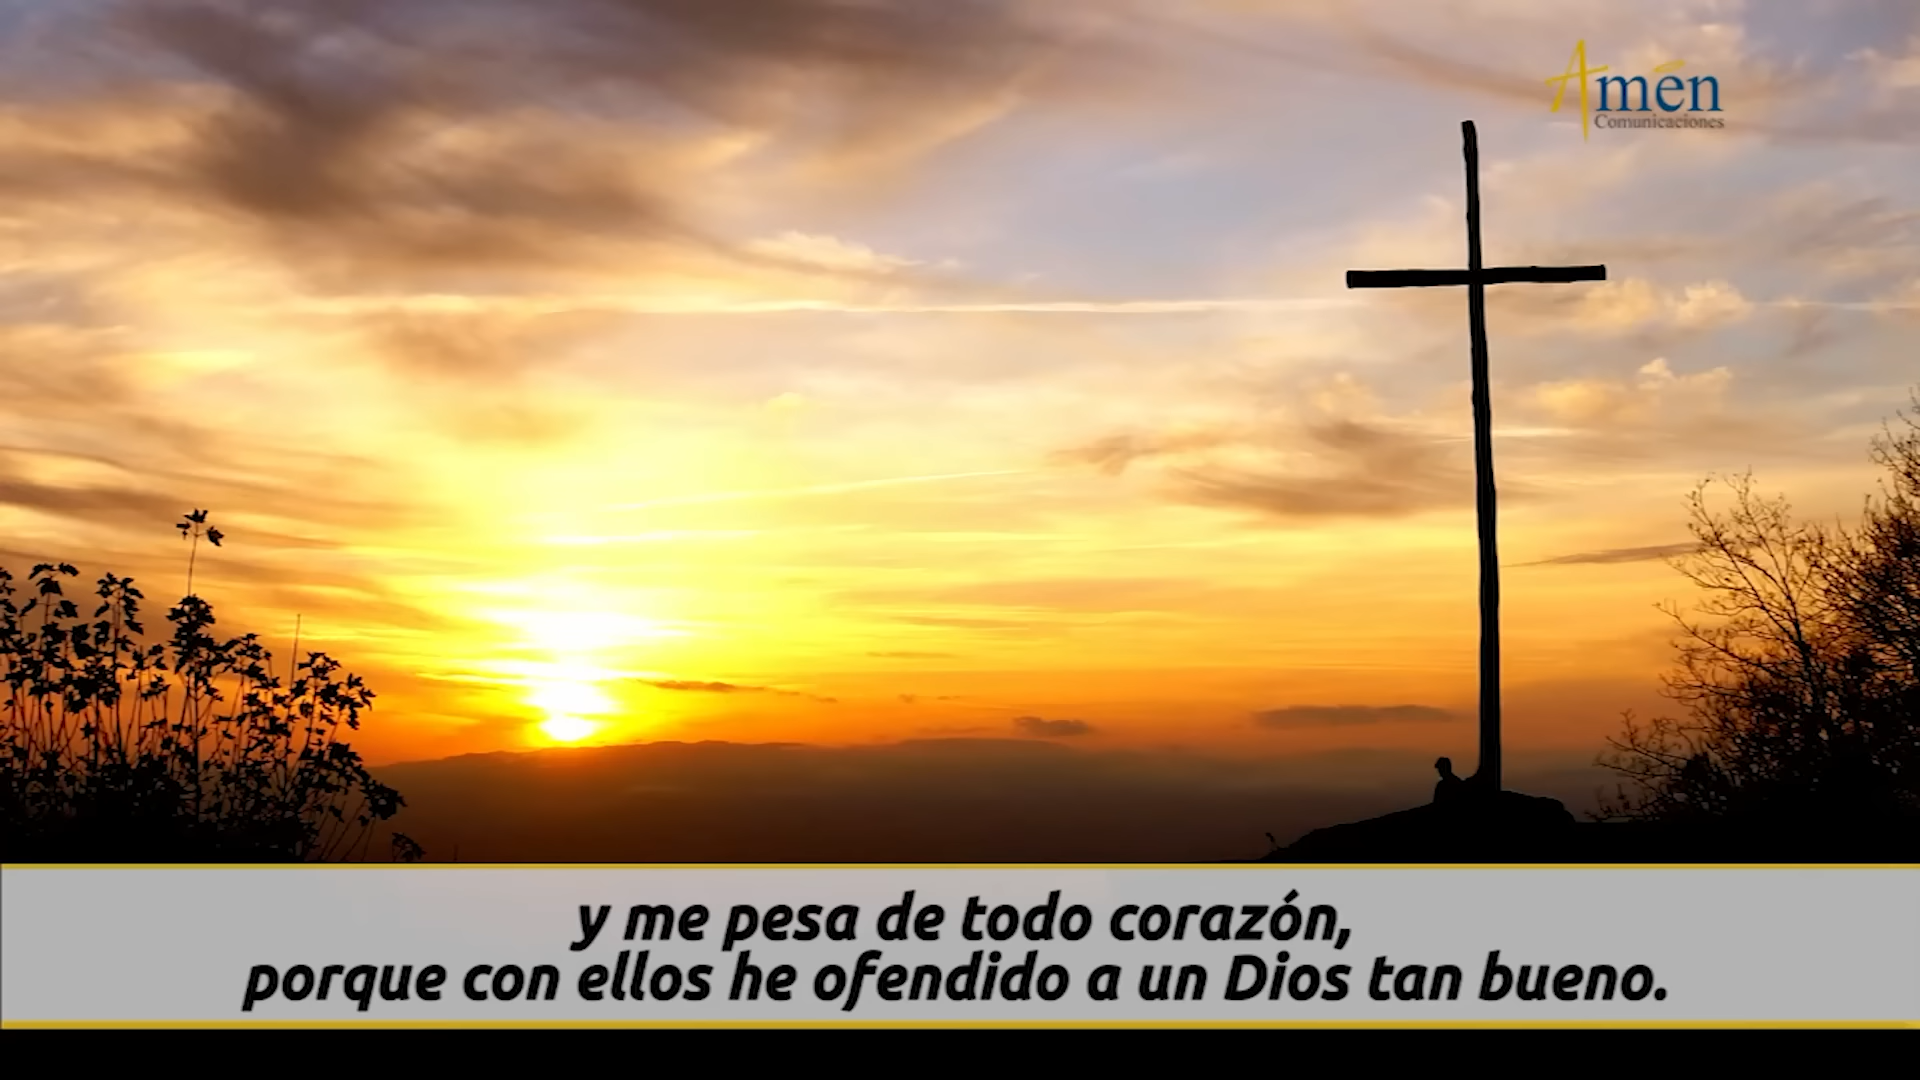 Amén
Comunicaciones
y me pesa de todo corazón,
porque con ellos he ofendido a un Dios tan bueno.